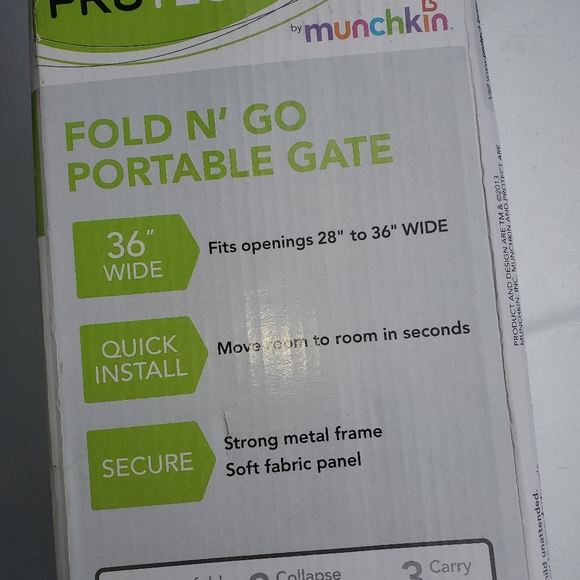 by munchkin
FOLD N' GO
PORTABLE GATE
36" WIDE
Fits openings 28" to 36" WIDE
QUICK INSTALL
Move room to room in seconds
SECURE
Strong metal frame
Soft fabric panel
Collapse
3 Carry
PRODUCT AND DESIGN ARE TM & ©2013
MUNCHKIN, INC. MUNCHKIN AND PROTECT ARE
unattended.